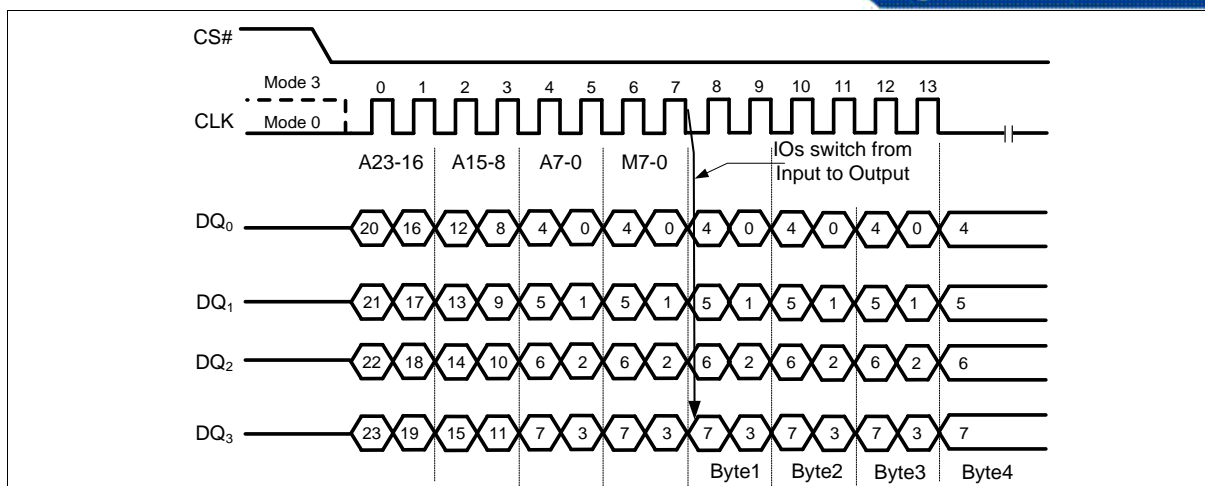 CS#
Mode 3
CLK Mode 0
0 1 2 3 4 5 6 7 8 9 10 11 12 13
A23-16 A15-8 A7-0 M7-0
IOs switch from
Input to Output
DQ₀ 20 16 12 8 4 0 4 0 4 0 4 0 4 0 4
DQ₁ 21 17 13 9 5 1 5 1 5 1 5 1 5 1 5
DQ₂ 22 18 14 10 6 2 6 2 6 2 6 2 6 2 6
DQ₃ 23 19 15 11 7 3 7 3 7 3 7 3 7 3 7
Byte1 Byte2 Byte3 Byte4